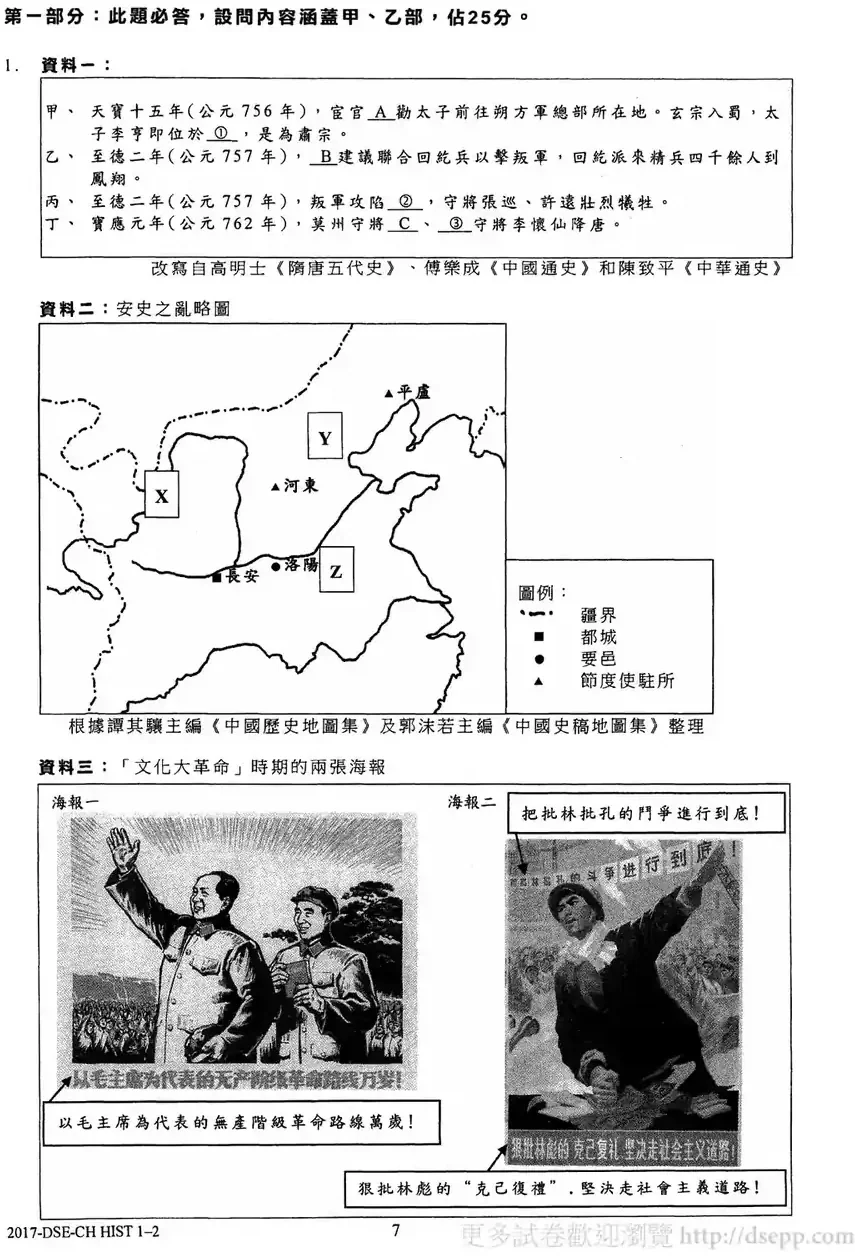 第一部分：此題必答，設問內容涵蓋甲、乙部，佔25分。
1. 資料一：
甲、 天寶十五年(公元 756 年)，宦官 A 勸太子前往朔方軍總部所在地。玄宗入蜀，太
子李亨即位於 ① ，是為肅宗。
乙、 至德二年(公元 757 年)， B 建議聯合回紇兵以擊叛軍，回紇派來精兵四千餘人到
鳳翔。
丙、 至德二年(公元 757 年)，叛軍攻陷 ② ，守將張巡、許遠壯烈犧牲。
丁、 寶應元年(公元 762 年)，莫州守將 C 、 ③ 守將李懷仙降唐。
改寫自高明士《隋唐五代史》、傅樂成《中國通史》和陳致平《中華通史》
資料二：安史之亂略圖
平盧
Y
X
河東
洛陽
Z
長安
圖例：
疆界
都城
要邑
節度使駐所
根據譚其驤主編《中國歷史地圖集》及郭沫若主編《中國史稿地圖集》整理
資料三：「文化大革命」時期的兩張海報
海報一
海報二
把批林批孔的鬥爭進行到底！
把批林批孔的斗争进行到底！
以毛主席为代表的无产阶级革命路线万岁！
以毛主席為代表的無產階級革命路線萬歲！
狠批林彪的 克己复礼 坚决走社会主义道路！
狠批林彪的“克己復禮”．堅決走社會主義道路！
2017-DSE-CH HIST 1–2
7
更多試卷歡迎瀏覽 http://dsepp.com